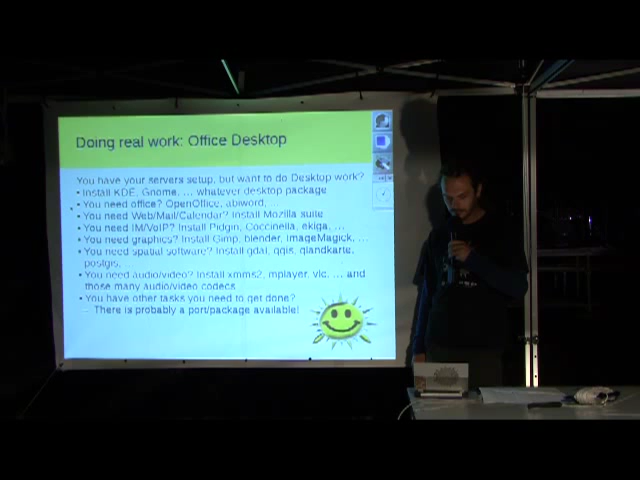 Doing real work: Office Desktop
You have your servers setup, but want to do Desktop work?
• Install KDE, Gnome, … whatever desktop package
• You need office? OpenOffice, abiword, …
• You need Web/Mail/Calendar? Install Mozilla suite
• You need IM/VoIP? Install Pidgin, Coccinella, ekiga, …
• You need graphics? Install Gimp, blender, ImageMagick, …
• You need spatial software? Install gdal, qgis, qlandkarte,
postgis,
• You need audio/video? Install xmms2, mplayer, vlc, … and
those many audio/video codecs
• You have other tasks you need to get done?
– There is probably a port/package available!